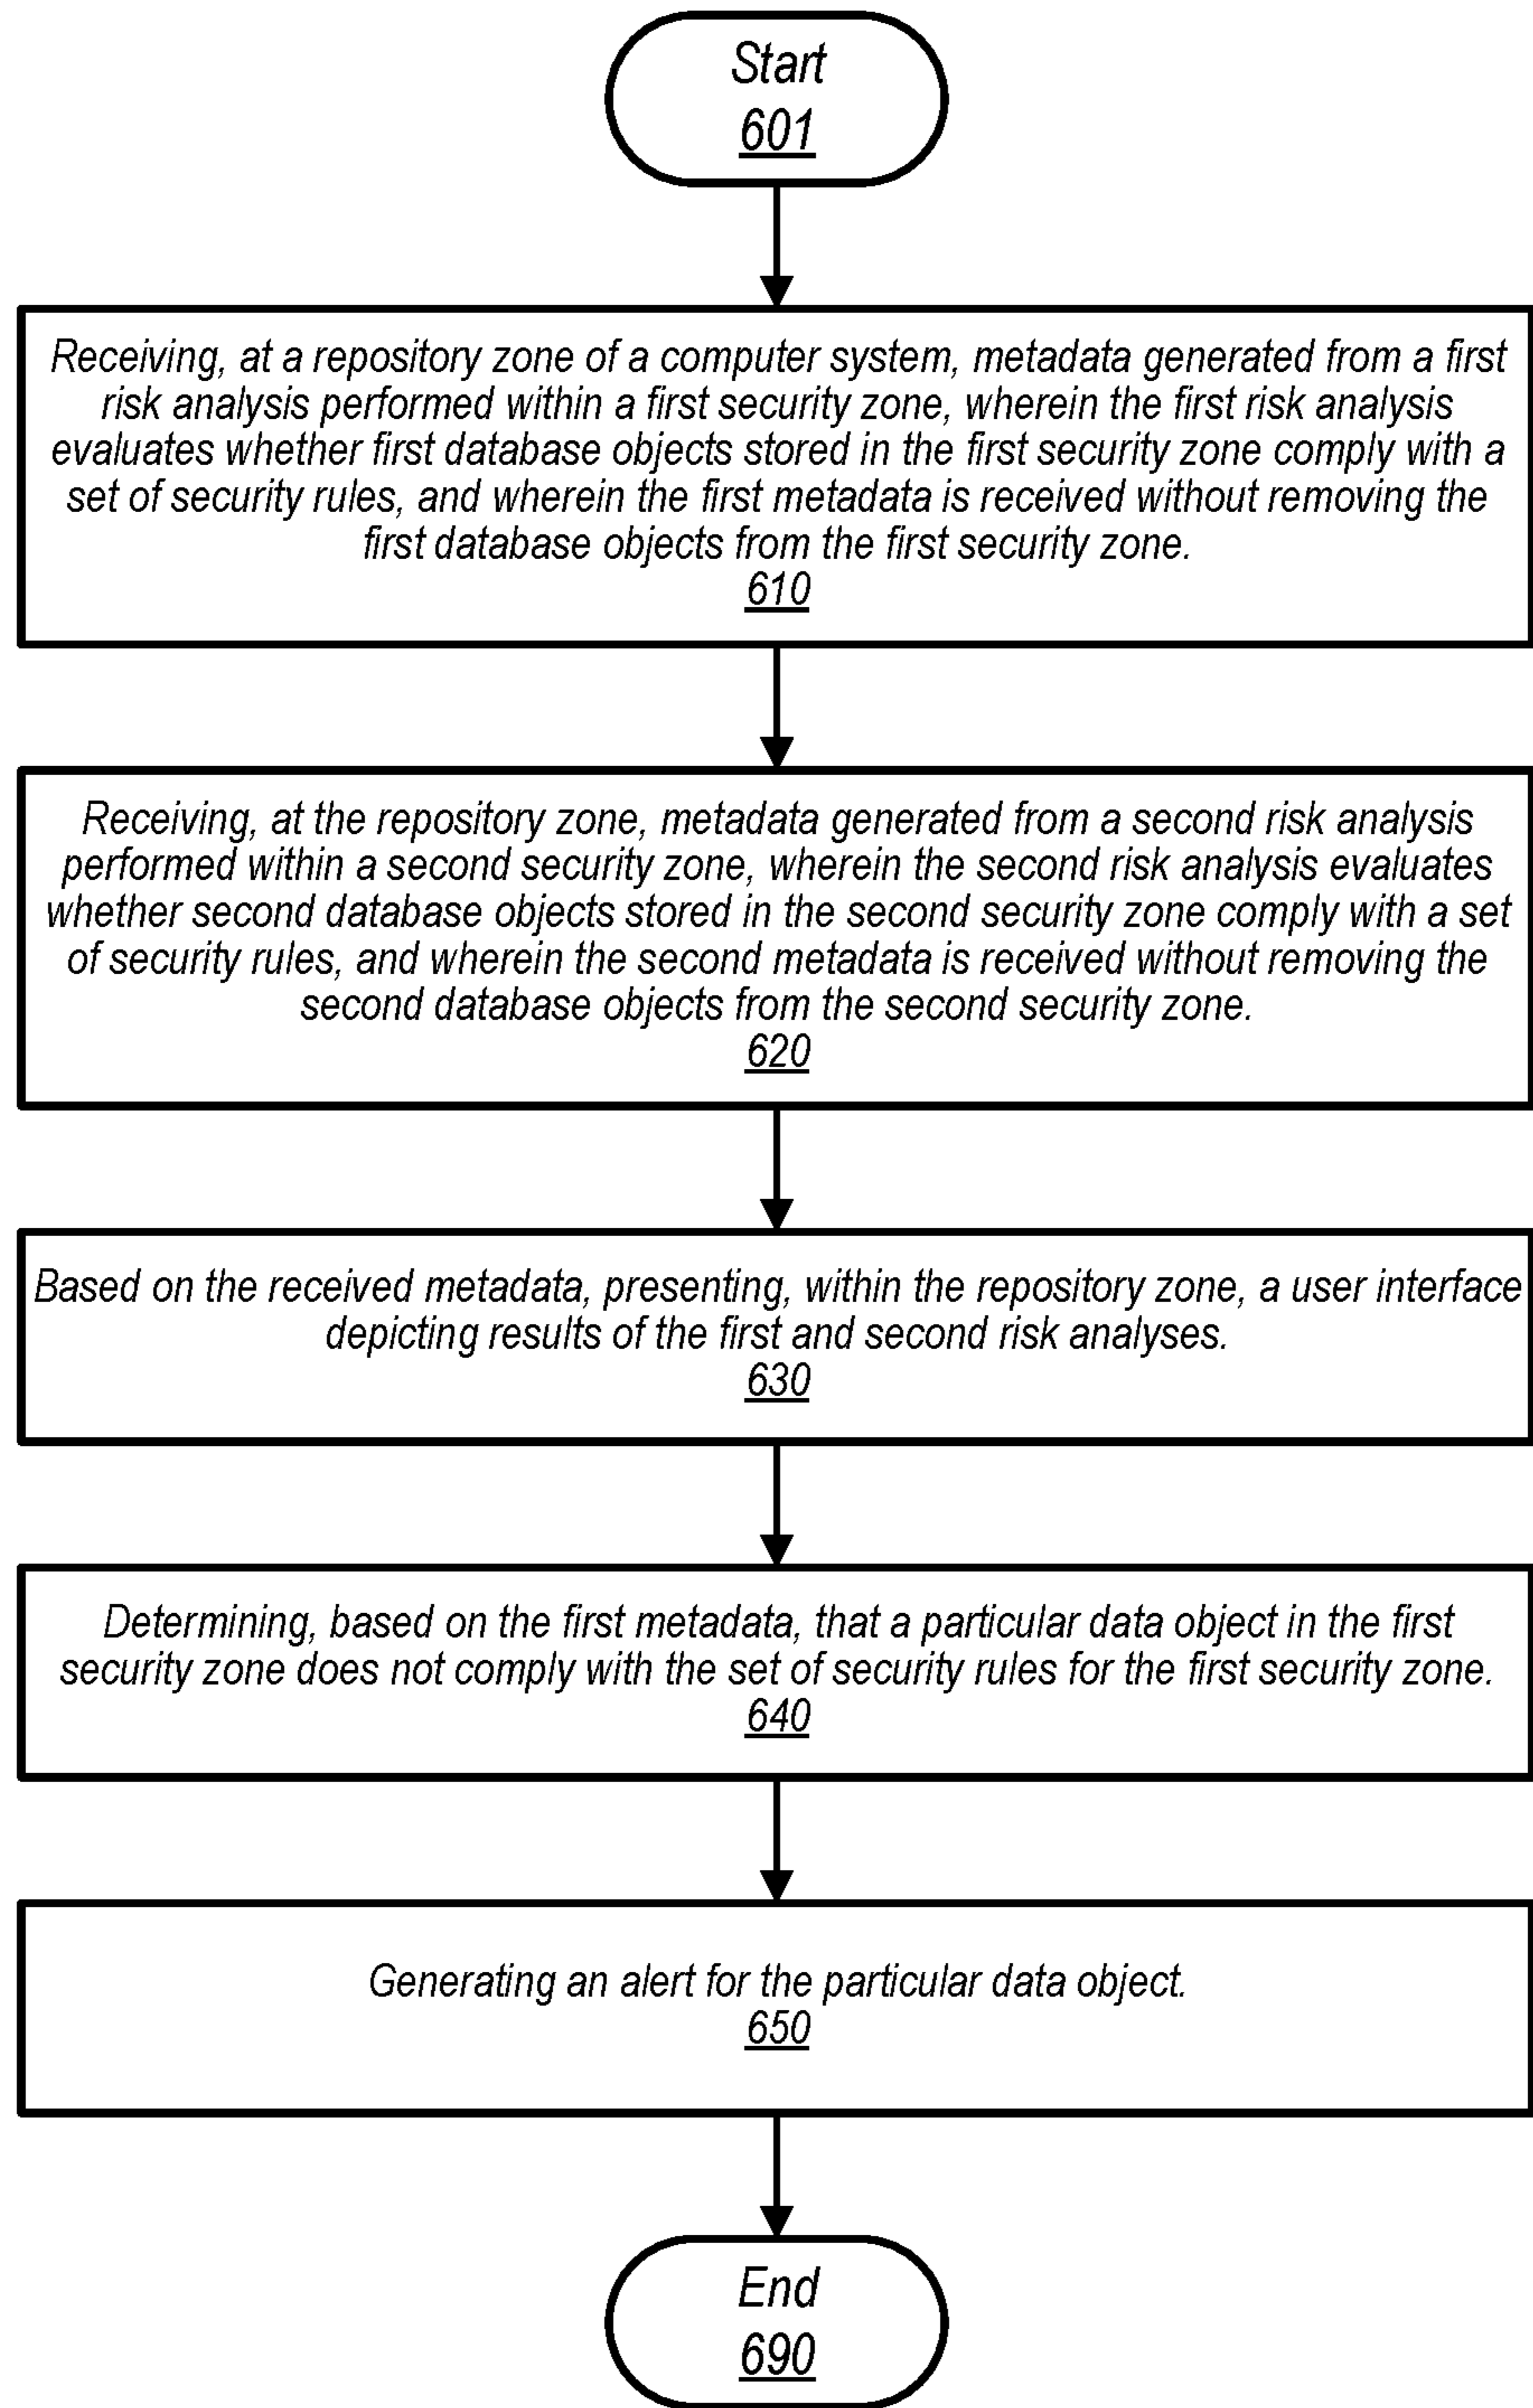 Start
601
Receiving, at a repository zone of a computer system, metadata generated from a first
risk analysis performed within a first security zone, wherein the first risk analysis
evaluates whether first database objects stored in the first security zone comply with a
set of security rules, and wherein the first metadata is received without removing the
first database objects from the first security zone.
610
Receiving, at the repository zone, metadata generated from a second risk analysis
performed within a second security zone, wherein the second risk analysis evaluates
whether second database objects stored in the second security zone comply with a set
of security rules, and wherein the second metadata is received without removing the
second database objects from the second security zone.
620
Based on the received metadata, presenting, within the repository zone, a user interface
depicting results of the first and second risk analyses.
630
Determining, based on the first metadata, that a particular data object in the first
security zone does not comply with the set of security rules for the first security zone.
640
Generating an alert for the particular data object.
650
End
690